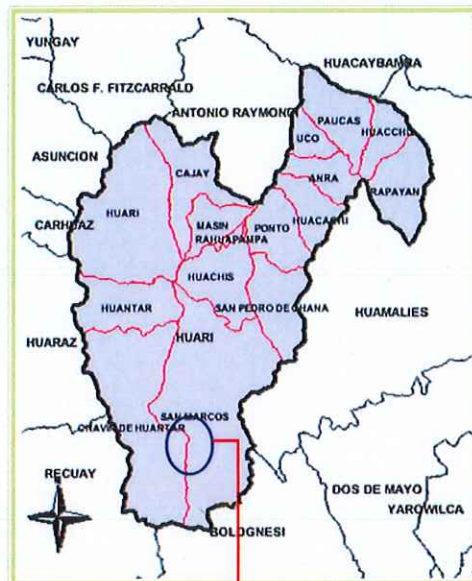 YUNGAY
HUACAYBAMBA
CARLOS F. FITZCARRALD
ANTONIO RAYMONDI
PAUCAS
UCO
HUACCHIS
ASUNCION
CAJAY
ANRA
RAPAYAN
HUARI
MASIN
HUACACHI
CARHUAZ
RAHUAPAMPA
PONTO
HUACHIS
HUANTAR
SAN PEDRO DE CHANA
HUAMALIES
HUARAZ
HUARI
SAN MARCOS
CHAVIN DE HUANTAR
RECUAY
DOS DE MAYO
YAROWILCA
BOLOGNESI